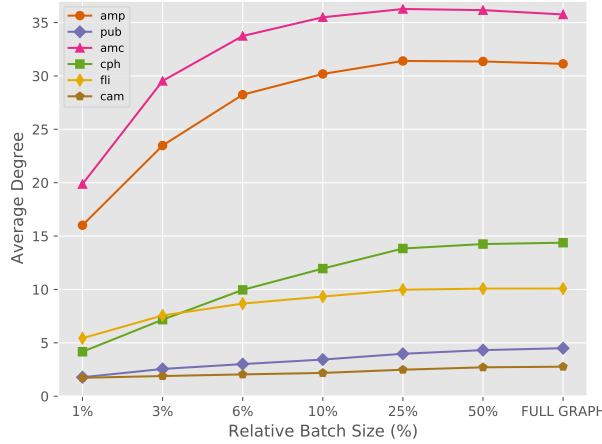 amp
pub
amc
cph
fli
cam
35
30
25
20
15
10
5
0
Average Degree
1% 3% 6% 10% 25% 50% FULL GRAPH
Relative Batch Size (%)